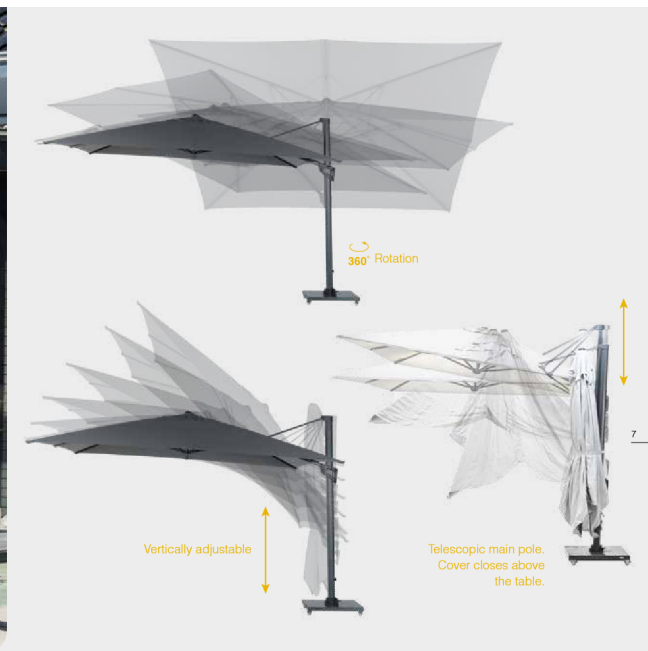 360° Rotation
7
Vertically adjustable
Telescopic main pole.
Cover closes above
the table.